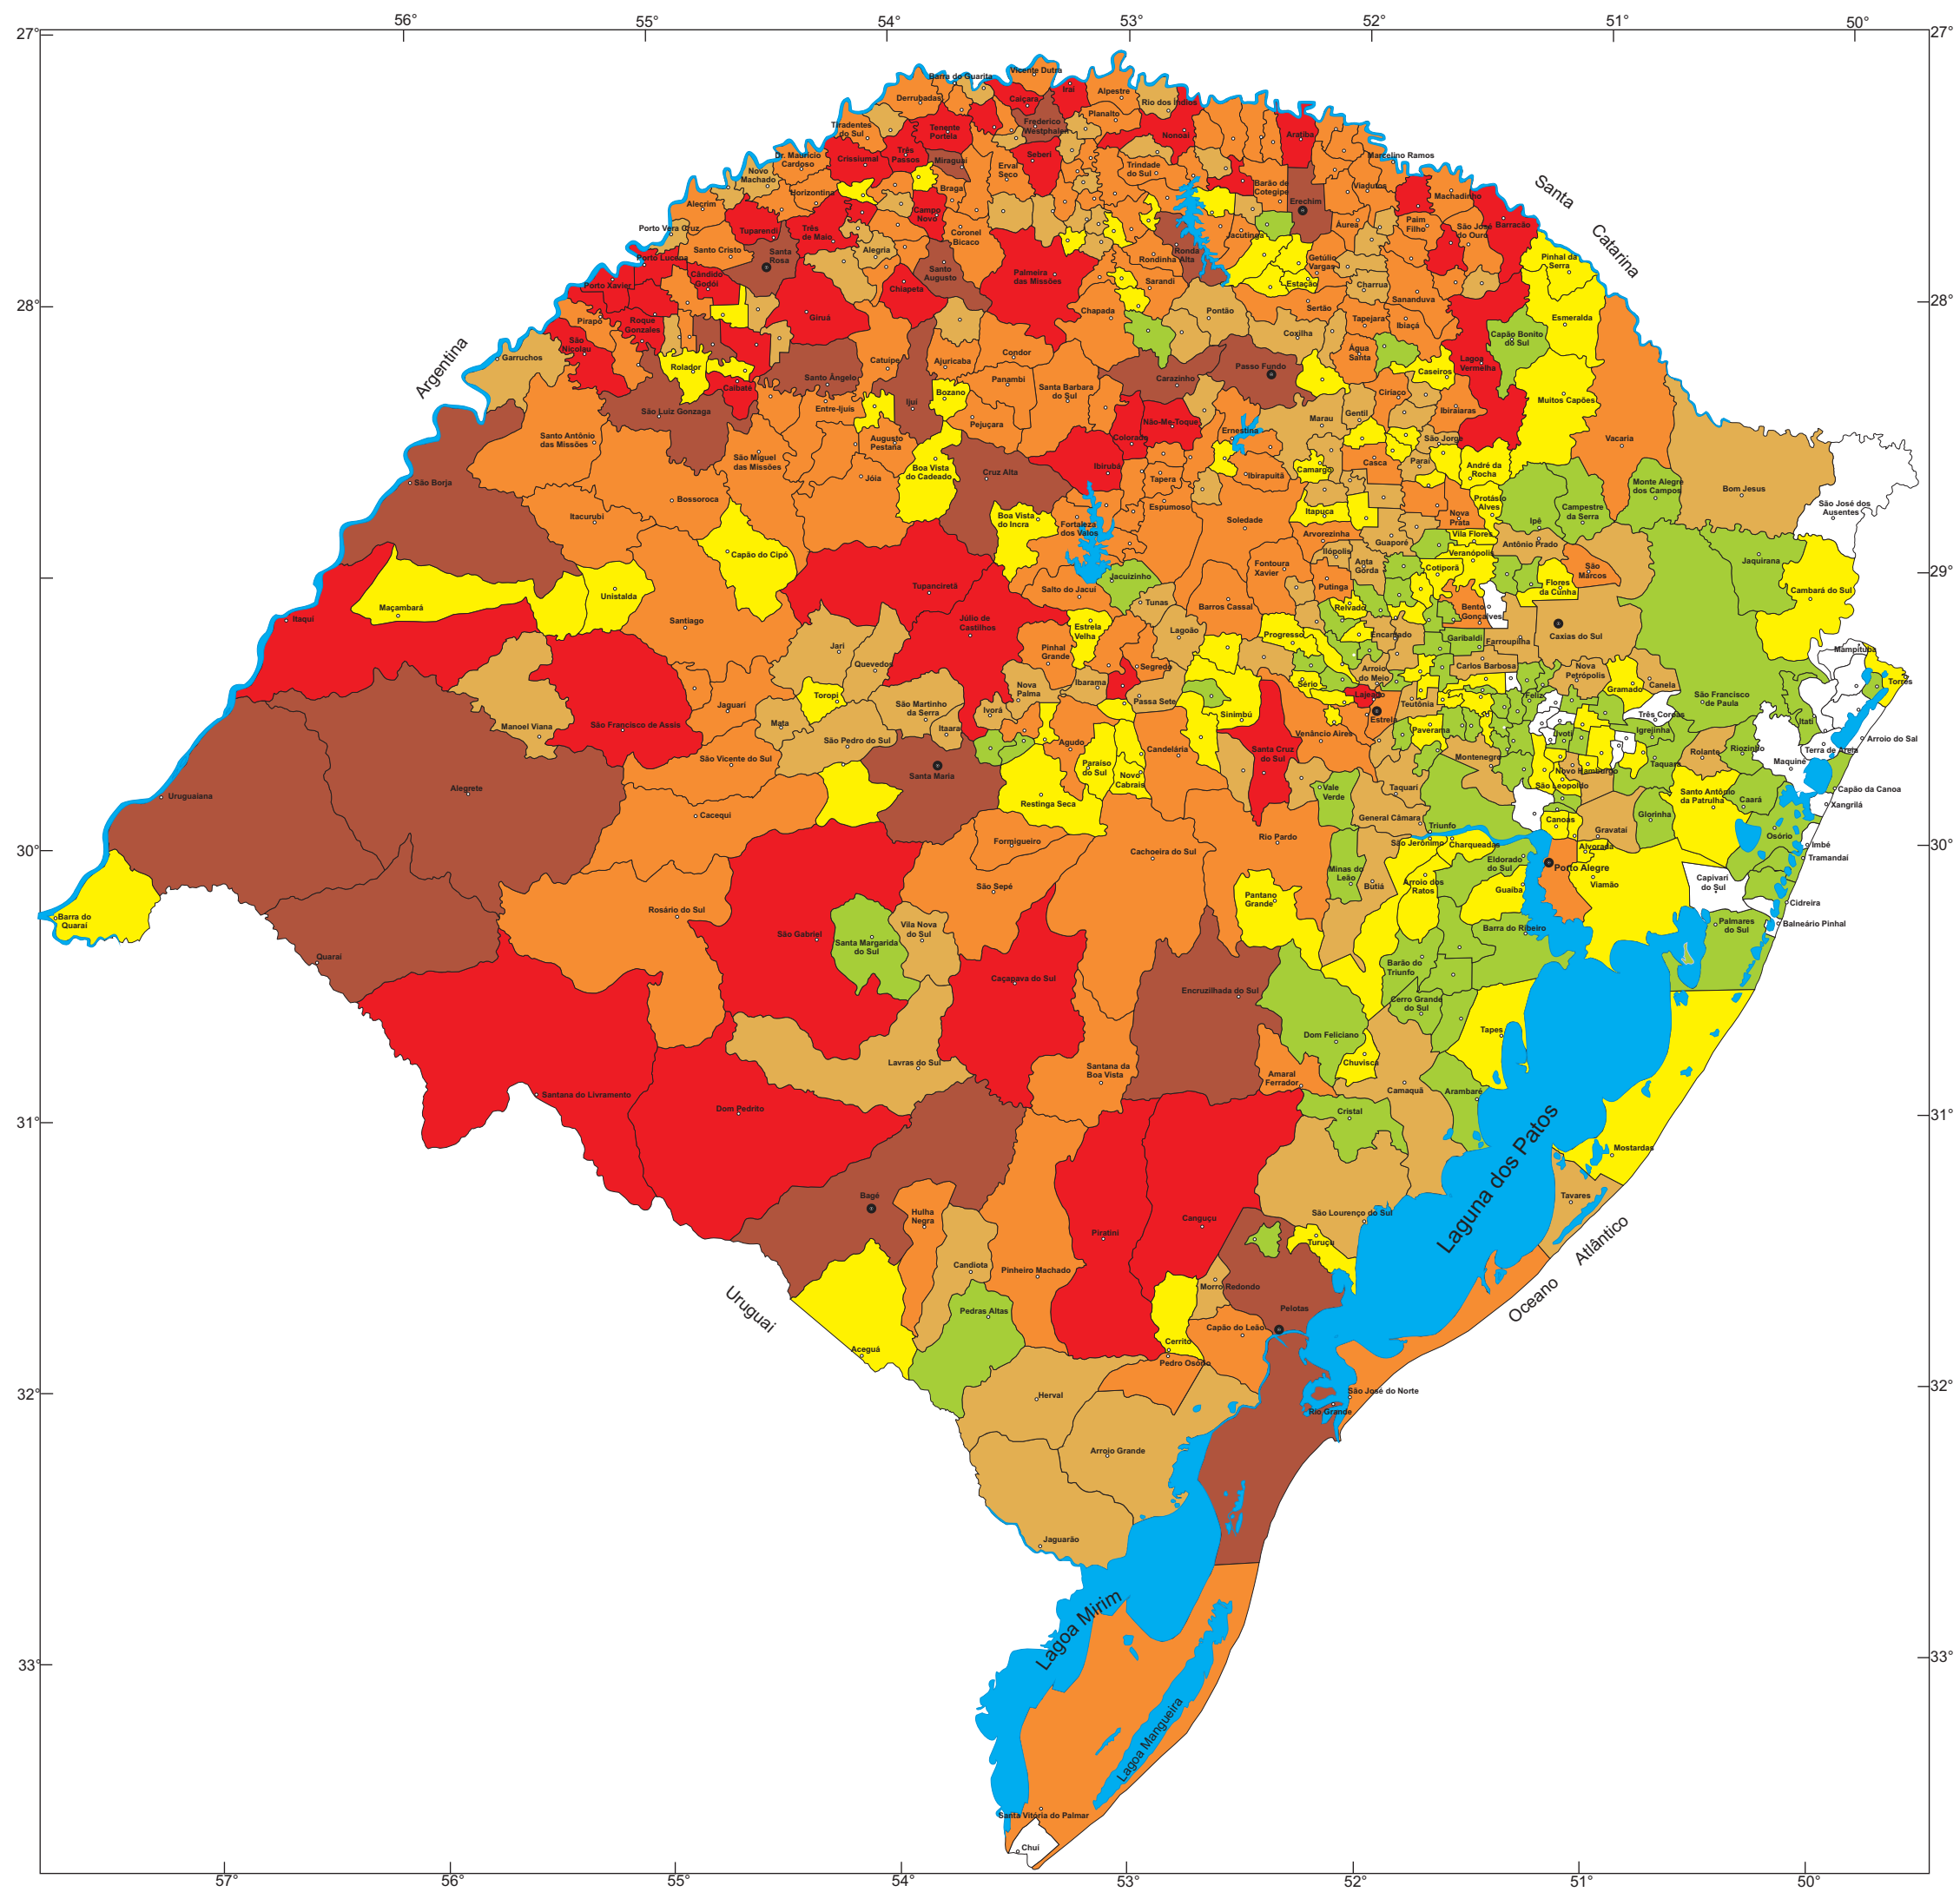 56°
55°
54°
53°
52°
51°
50°
27°
27°
Vicente Dutra
Barra do Guarita
Iraí
Alpestre
Derrubadas
Caiçara
Rio dos Índios
Planalto
Tiradentes
do Sul
Tenente
Portela
Frederico
Westphalen
Nonoai
Aratiba
Três
Passos
Crissiumal
Miraguai
Seberi
Erval
Seco
Trindade
do Sul
Dr. Mauricio
Cardoso
Marcelino Ramos
Novo
Machado
Horizontina
Braga
Barão de
Cotegipe
Viadutos
Machadinho
Santa
Catarina
Alecrim
Campo
Novo
Erechim
Paim
Filho
Barracão
Porto Vera Cruz
Tuparendi
Três
de Maio
Coronel
Bicaco
Jacutinga
Áurea
São José
do Ouro
Santo Cristo
Santa
Rosa
Alegria
Ronda
Alta
Rondinha
Getúlio
Vargas
Pinhal da
Serra
Porto Lucena
Cândido
Godói
Santo
Augusto
Palmeira
das Missões
Sarandi
Estação
Charrua
Porto Xavier
Chiapeta
Sananduva
28°
28°
Pirapó
Roque
Gonzales
Giruá
Chapada
Pontão
Sertão
Tapejara
Ibiaçá
Esmeralda
Coxilha
Capão Bonito
do Sul
São
Nicolau
Garruchos
Argentina
Rolador
Catuípe
Ajuricaba
Condor
Água
Santa
Lagoa
Vermelha
Passo Fundo
Caseiros
Santo Ângelo
Panambi
Carazinho
Caibaté
Bozano
Santa Barbara
do Sul
Ciríaco
Muitos Capões
Ijuí
São Luiz Gonzaga
Entre-Ijuis
Ibiraiaras
Gentil
Marau
Pejuçara
Não-Me-Toque
Ernestina
Santo Antônio
das Missões
Augusto
Pestana
Colorado
São Jorge
Vacaria
São Miguel
das Missões
Boa Vista
do Cadeado
Cruz Alta
Ibirubá
Camargo
Casca
Paraí
André da
Rocha
Jóia
Tapera
Ibirapuitã
São Borja
Bossoroca
Monte Alegre
dos Campos
Bom Jesus
São José dos
Ausentes
Itacurubi
Boa Vista
do Incra
Espumoso
Itapuca
Protásio
Alves
Campestre
da Serra
Fortaleza
dos Valos
Soledade
Nova
Prata
Ipê
Arvorezinha
Vila Flores
Antônio Prado
Capão do Cipó
Ilópolis
Guaporé
Veranópolis
Jaquirana
29°
Anta
Gorda
Fontoura
Xavier
Cotiporã
São
Marcos
Jacuizinho
Tupanciretã
Salto do Jacuí
Putinga
Flores
da Cunha
Cambará do Sul
Unistalda
Maçambará
Tunas
Barros Cassal
Relvado
Bento
Gonçalves
Itaqui
Santiago
Júlio de
Castilhos
Estrela
Velha
Lagoão
Progresso
Encantado
Garibaldi
Farroupilha
Caxias do Sul
Jari
Quevedos
Pinhal
Grande
Segredo
Arroio
do Meio
Carlos Barbosa
Nova
Petrópolis
Mampituba
Ibarama
Sério
Gramado
Canela
Torres
Toropi
Nova
Palma
Passa Sete
Lajeado
Teutônia
Feliz
São Francisco
de Paula
Jaguari
São Martinho
da Serra
Ivorá
Sinimbú
Estrela
Três Coroas
Itati
Manoel Viana
São Francisco de Assis
Mata
Itaara
Venâncio Aires
Paverama
Ivoti
Igrejinha
Arroio do Sal
São Pedro do Sul
Agudo
Candelária
Santa Cruz
do Sul
Rolante
Riozinho
Terra de Areia
São Vicente do Sul
Paraíso
do Sul
Montenegro
Taquara
Maquiné
Santa Maria
Novo
Cabrais
Novo Hamburgo
São Leopoldo
Alegrete
Uruguaiana
Restinga Seca
Vale
Verde
Taquari
Santo Antônio
da Patrulha
Capão da Canoa
Caará
Xangrilá
Cacequi
General Câmara
Triunfo
Canoas
Glorinha
30°
30°
Formigueiro
Rio Pardo
Gravataí
Osório
Cachoeira do Sul
São Jerônimo
Charqueadas
Alvorada
Imbé
Eldorado
do Sul
Tramandaí
Porto Alegre
Minas do
Leão
Butiá
Arroio dos
Ratos
Viamão
Capivari
do Sul
São Sepé
Guaíba
Pantano
Grande
Rosário do Sul
Cidreira
Barra do
Quarai
Vila Nova
do Sul
São Gabriel
Santa Margarida
do Sul
Barra do Ribeiro
Palmares
do Sul
Balneário Pinhal
Quarai
Barão do
Triunfo
Caçapava do Sul
Encruzilhada do Sul
Cerro Grande
do Sul
Tapes
Dom Feliciano
Lavras do Sul
Chuvisca
Santana da
Boa Vista
Amaral
Ferrador
Santana do Livramento
Camaquã
Arambaré
Dom Pedrito
Cristal
31°
31°
Mostardas
Laguna dos Patos
Bagé
Tavares
Hulha
Negra
Canguçu
São Lourenço do Sul
Piratini
Turuçu
Oceano
Atlântico
Candiota
Pinheiro Machado
Morro Redondo
Uruguai
Pedras Altas
Pelotas
Capão do Leão
Aceguá
Cerrito
Pedro Osório
32°
32°
Herval
São José do Norte
Rio Grande
Arroio Grande
Jaguarão
Lagoa Mirim
33°
33°
Lagoa Mangueira
Santa Vitória do Palmar
Chuí
57°
56°
55°
54°
53°
52°
51°
50°